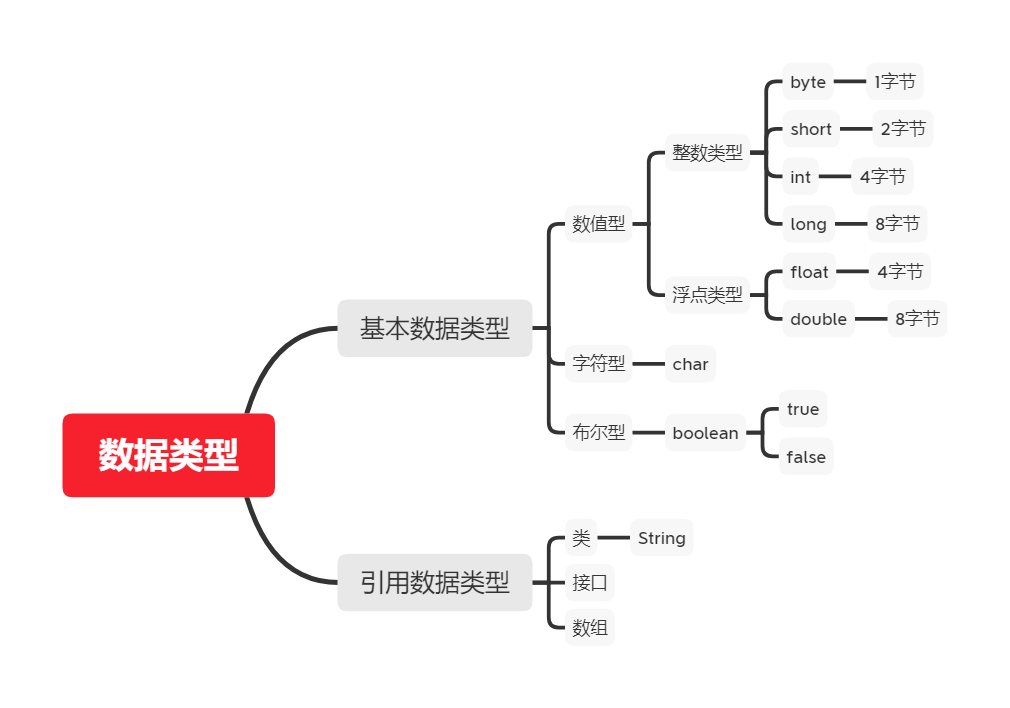 数据类型
基本数据类型
数值型
整数类型
byte
1字节
short
2字节
int
4字节
long
8字节
浮点类型
float
4字节
double
8字节
字符型
char
布尔型
boolean
true
false
引用数据类型
类
String
接口
数组